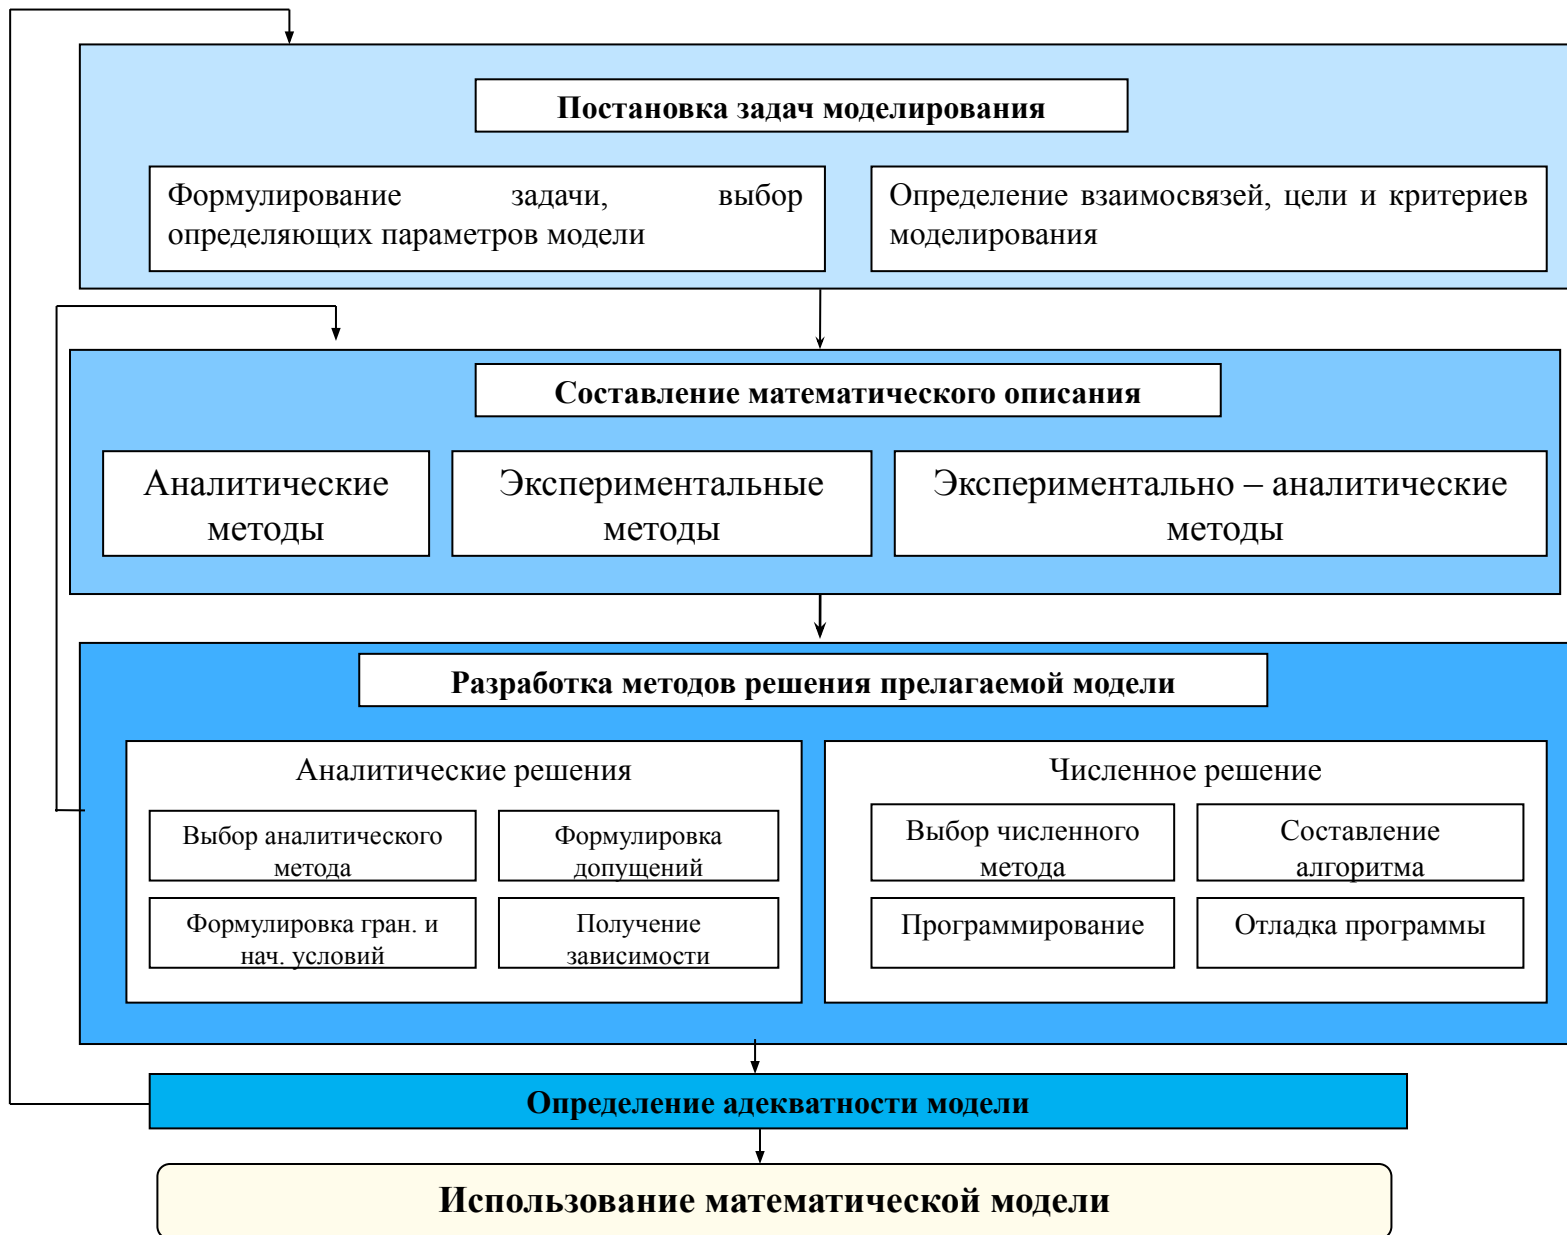 Постановка задач моделирования
Формулирование задачи, выбор
определяющих параметров модели
Определение взаимосвязей, цели и критериев
моделирования
Составление математического описания
Аналитические
методы
Экспериментальные
методы
Экспериментально – аналитические
методы
Разработка методов решения прелагаемой модели
Аналитические решения
Выбор аналитического
метода
Формулировка
допущений
Формулировка гран. и
нач. условий
Получение
зависимости
Численное решение
Выбор численного
метода
Составление
алгоритма
Программирование
Отладка программы
Определение адекватности модели
Использование математической модели